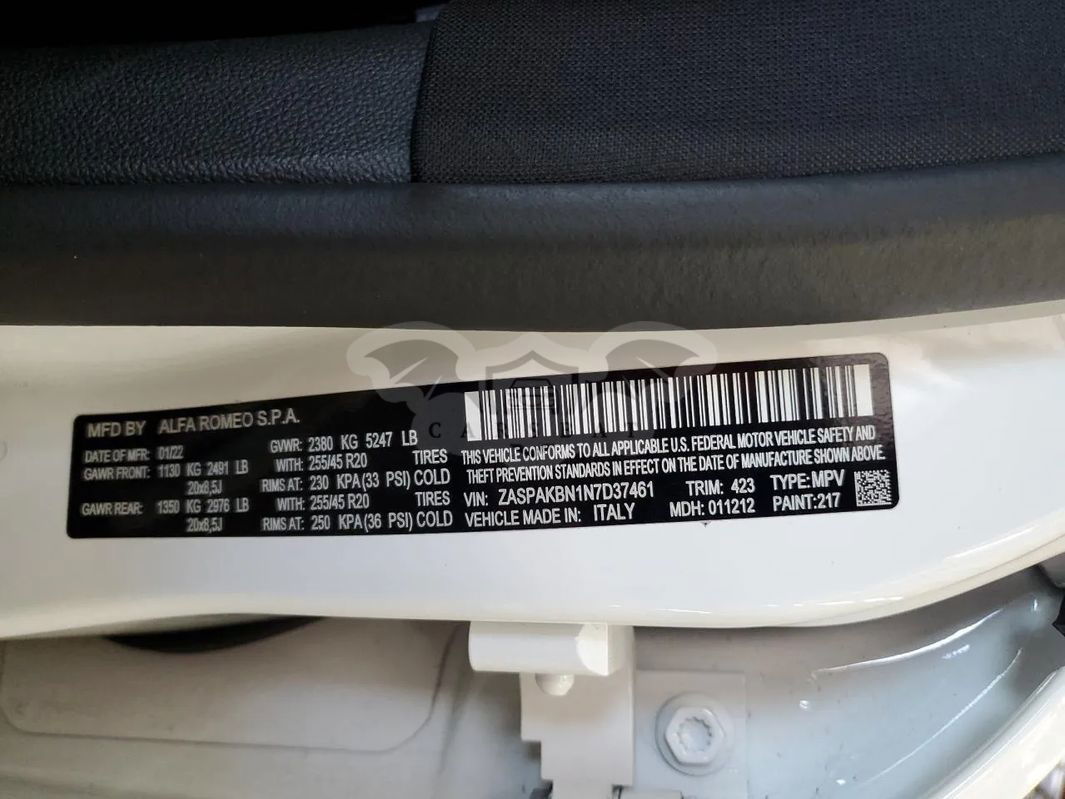 MFD BY ALFA ROMEO S.P.A.
DATE OF MFR: 01/22 GVWR: 2380 KG 5247 LB
GAWR FRONT: 1130 KG 2491 LB WITH: 255/45 R20 TIRES
20x8,5J RIMS AT: 230 KPA (33 PSI) COLD
GAWR REAR: 1350 KG 2976 LB WITH: 255/45 R20 TIRES
20x8,5J RIMS AT: 250 KPA (36 PSI) COLD
THIS VEHICLE CONFORMS TO ALL APPLICABLE U.S. FEDERAL MOTOR VEHICLE SAFETY AND
THEFT PREVENTION STANDARDS IN EFFECT ON THE DATE OF MANUFACTURE SHOWN ABOVE.
VIN: ZASPAKBN1N7D37461 TRIM: 423 TYPE: MPV
VEHICLE MADE IN: ITALY MDH: 011212 PAINT: 217